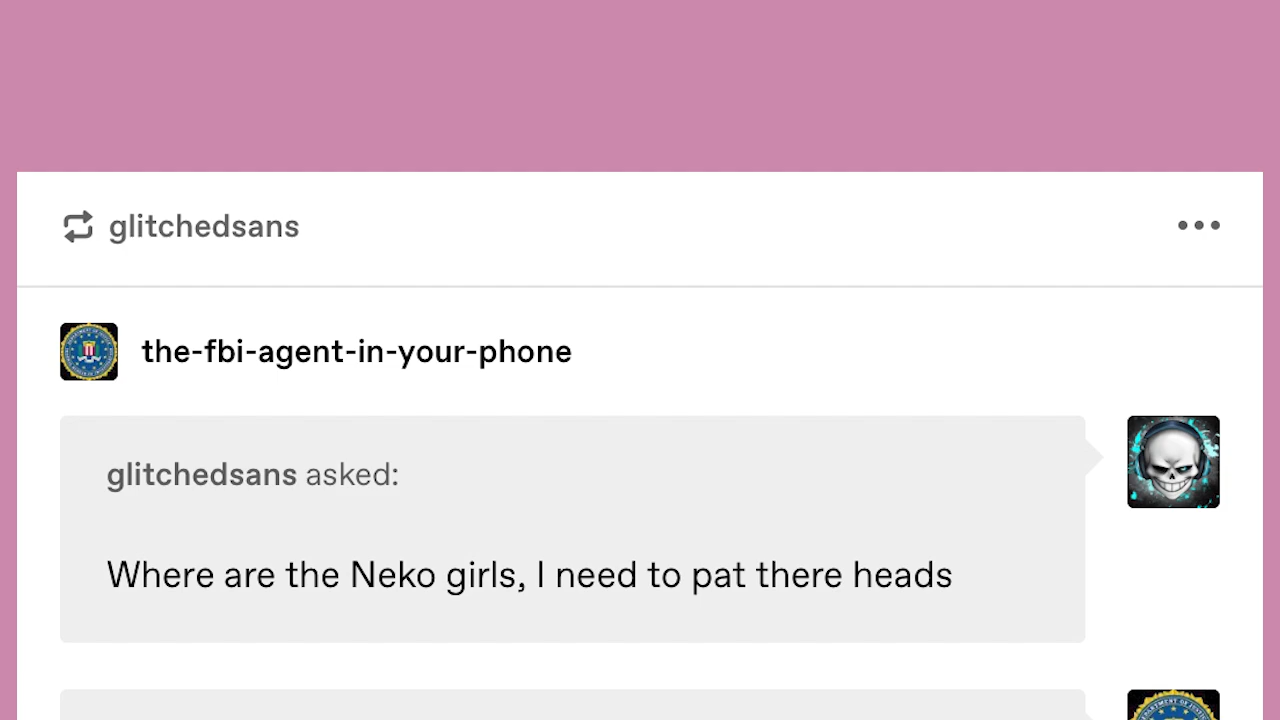 glitchedsans
the-fbi-agent-in-your-phone
glitchedsans asked:
Where are the Neko girls, I need to pat there heads